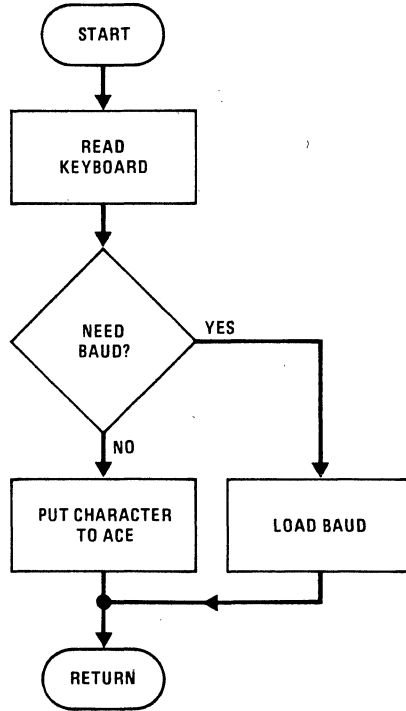 START
READ
KEYBOARD
NEED
BAUD?
YES
NO
PUT CHARACTER
TO ACE
LOAD BAUD
RETURN